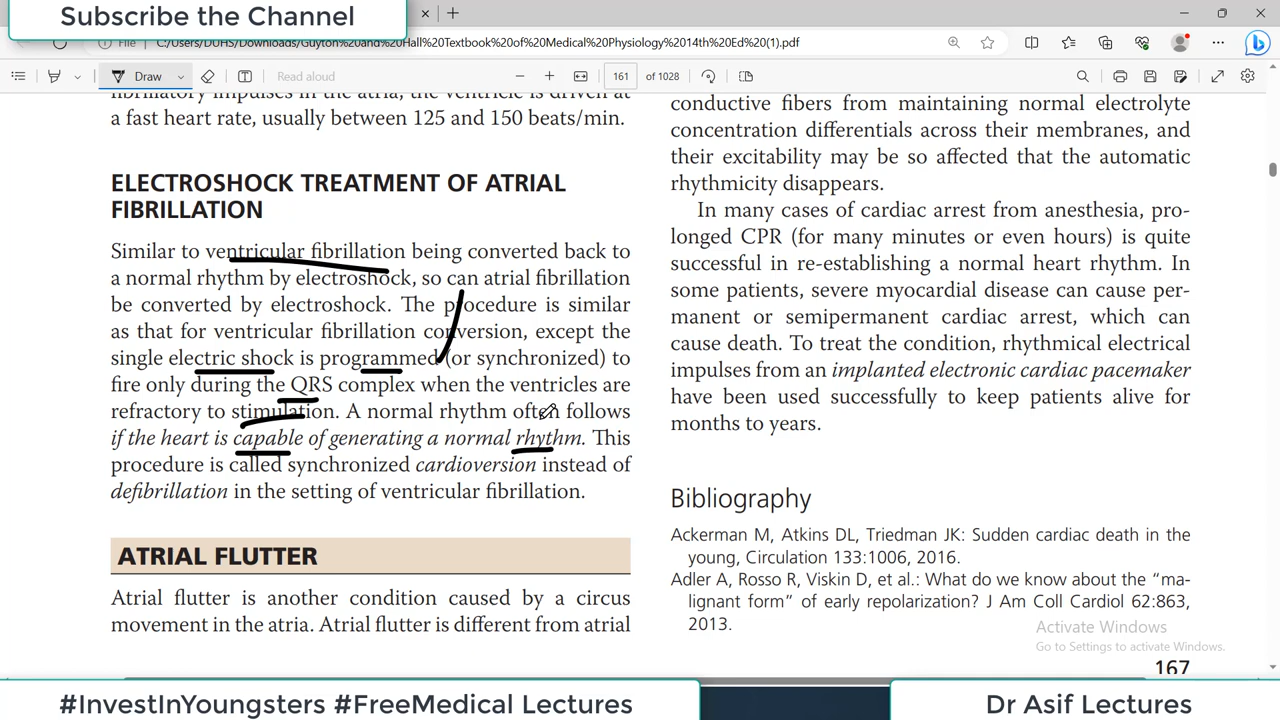 Subscribe the Channel
File
C:/Users/DUHS/Downloads/Guyton%20and%20Hall%20Textbook%20of%20Medical%20Physiology%2014th%20Ed%20(1).pdf
Draw
Read aloud
161 of 1028
fibrillatory impulses in the atria, the ventricle is driven at
a fast heart rate, usually between 125 and 150 beats/min.
ELECTROSHOCK TREATMENT OF ATRIAL
FIBRILLATION
Similar to ventricular fibrillation being converted back to
a normal rhythm by electroshock, so can atrial fibrillation
be converted by electroshock. The procedure is similar
as that for ventricular fibrillation conversion, except the
single electric shock is programmed (or synchronized) to
fire only during the QRS complex when the ventricles are
refractory to stimulation. A normal rhythm often follows
if the heart is capable of generating a normal rhythm. This
procedure is called synchronized cardioversion instead of
defibrillation in the setting of ventricular fibrillation.
ATRIAL FLUTTER
Atrial flutter is another condition caused by a circus
movement in the atria. Atrial flutter is different from atrial
conductive fibers from maintaining normal electrolyte
concentration differentials across their membranes, and
their excitability may be so affected that the automatic
rhythmicity disappears.
In many cases of cardiac arrest from anesthesia, pro-
longed CPR (for many minutes or even hours) is quite
successful in re-establishing a normal heart rhythm. In
some patients, severe myocardial disease can cause per-
manent or semipermanent cardiac arrest, which can
cause death. To treat the condition, rhythmical electrical
impulses from an implanted electronic cardiac pacemaker
have been used successfully to keep patients alive for
months to years.
Bibliography
Ackerman M, Atkins DL, Triedman JK: Sudden cardiac death in the
young, Circulation 133:1006, 2016.
Adler A, Rosso R, Viskin D, et al.: What do we know about the “ma-
lignant form” of early repolarization? J Am Coll Cardiol 62:863,
2013.
Activate Windows
Go to Settings to activate Windows.
167
#InvestInYoungsters #FreeMedical Lectures
Dr Asif Lectures